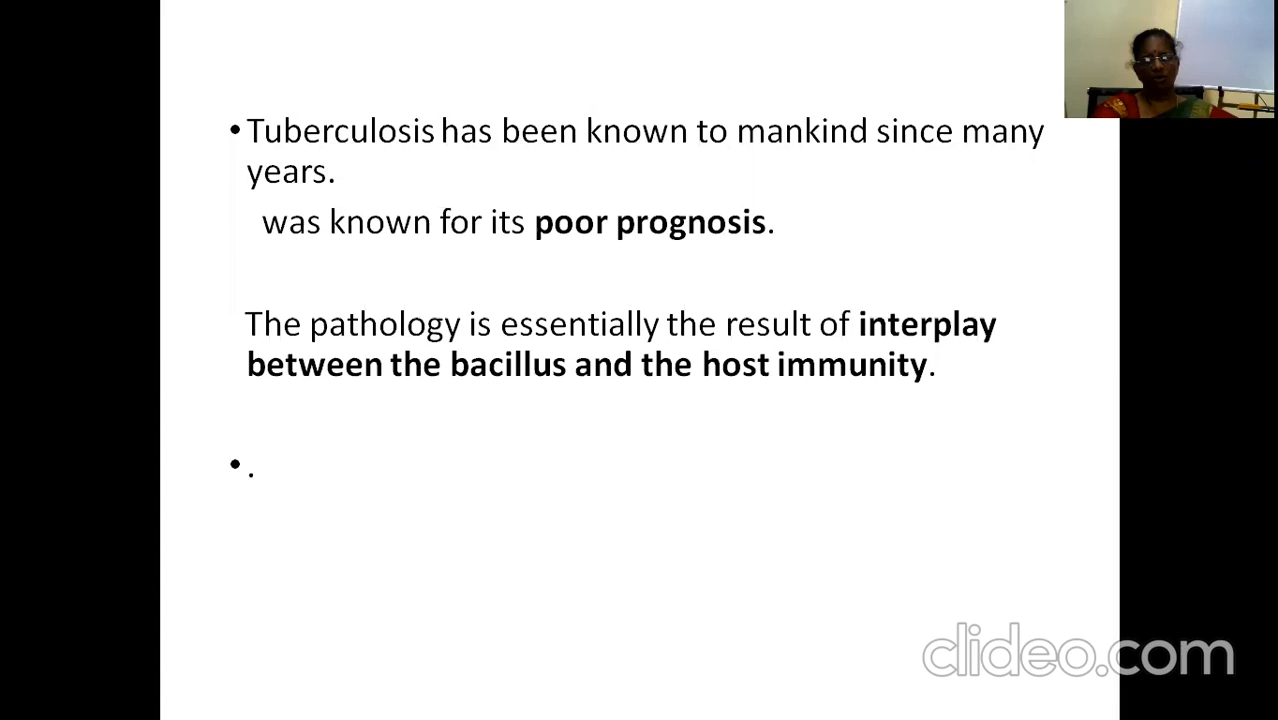 • Tuberculosis has been known to mankind since many
years.
was known for its poor prognosis.
The pathology is essentially the result of interplay
between the bacillus and the host immunity.
• .
clideo.com